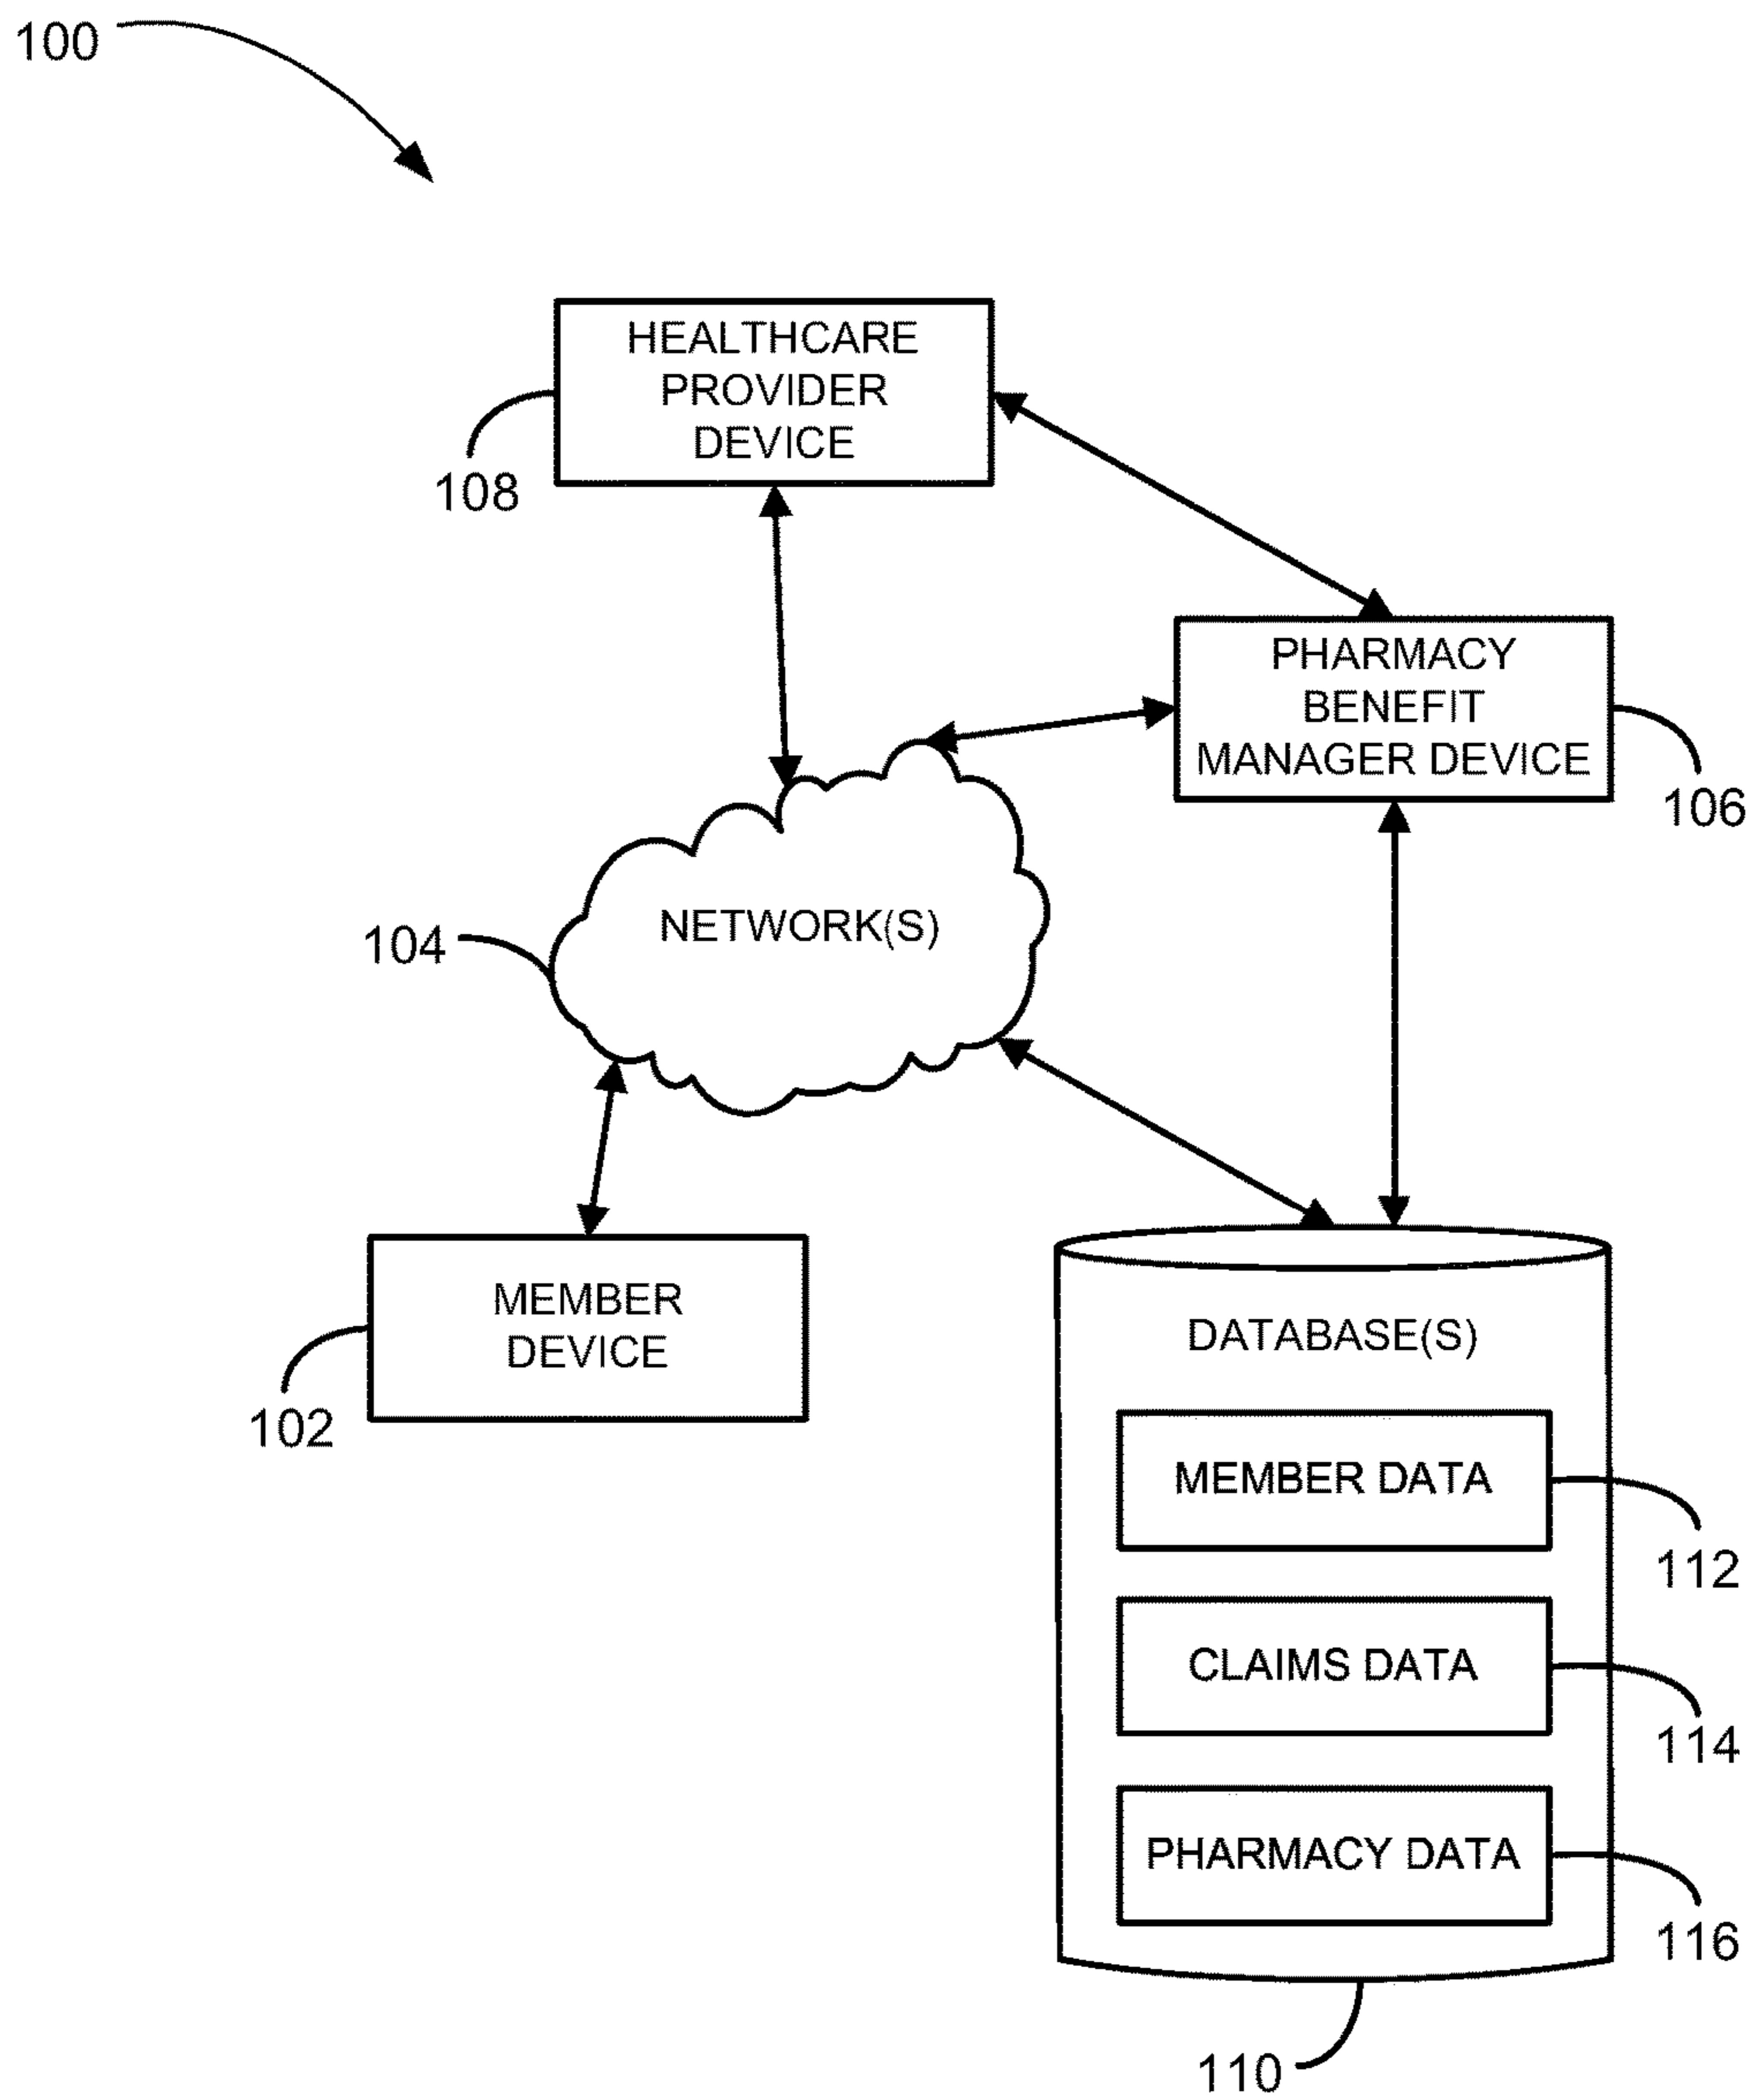 100
HEALTHCARE
PROVIDER
DEVICE
108
PHARMACY
BENEFIT
MANAGER DEVICE
106
NETWORK(S)
104
MEMBER
DEVICE
102
DATABASE(S)
MEMBER DATA
112
CLAIMS DATA
114
PHARMACY DATA
116
110